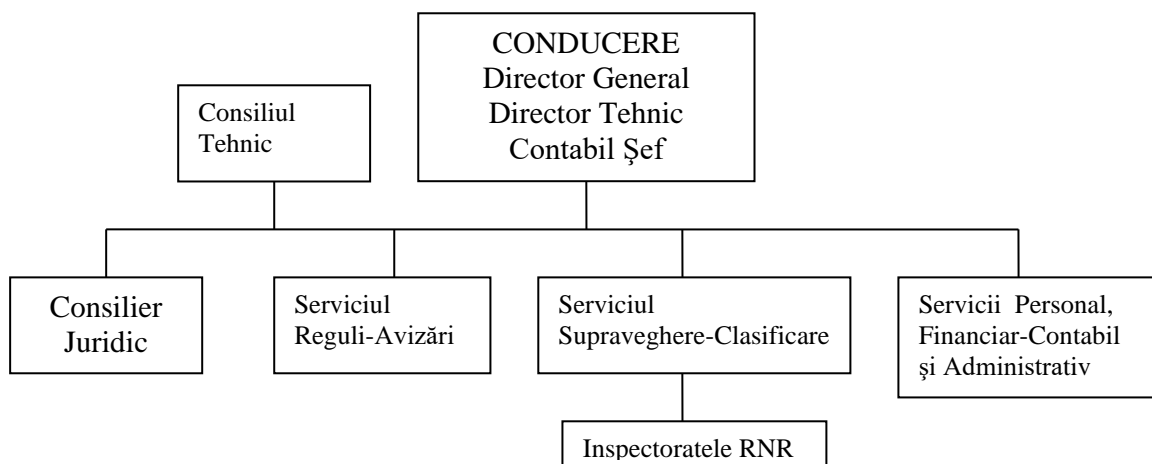 CONDUCERE
Director General
Director Tehnic
Contabil Şef
Consiliul
Tehnic
Consilier
Juridic
Serviciul
Reguli-Avizări
Serviciul
Supraveghere-Clasificare
Servicii Personal,
Financiar-Contabil
şi Administrativ
Inspectoratele RNR